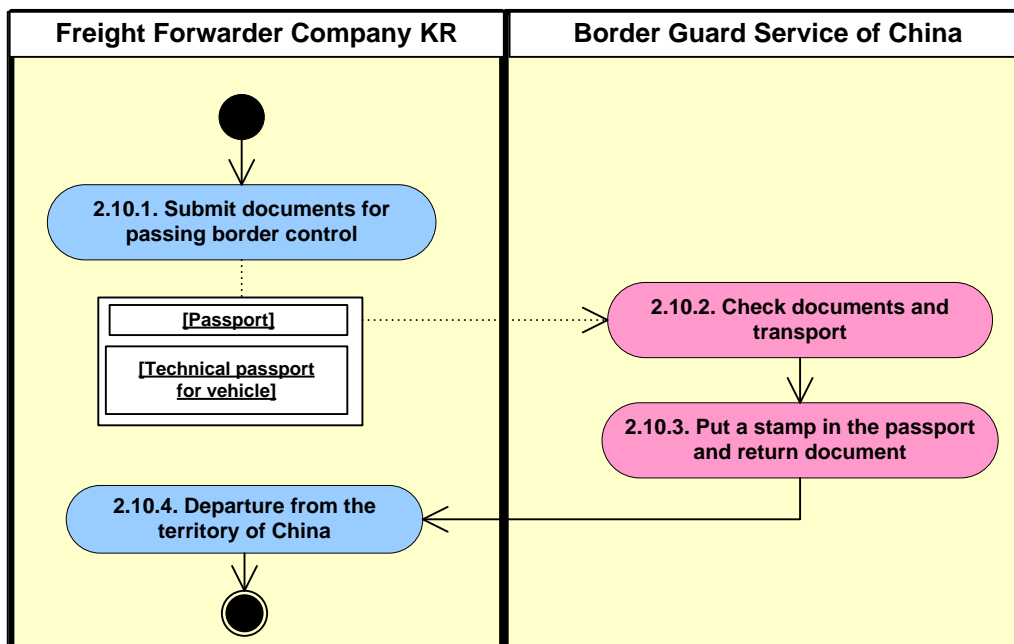 Freight Forwarder Company KR
Border Guard Service of China
2.10.1. Submit documents for
passing border control
[Passport]
[Technical passport
for vehicle]
2.10.2. Check documents and
transport
2.10.3. Put a stamp in the passport
and return document
2.10.4. Departure from the
territory of China